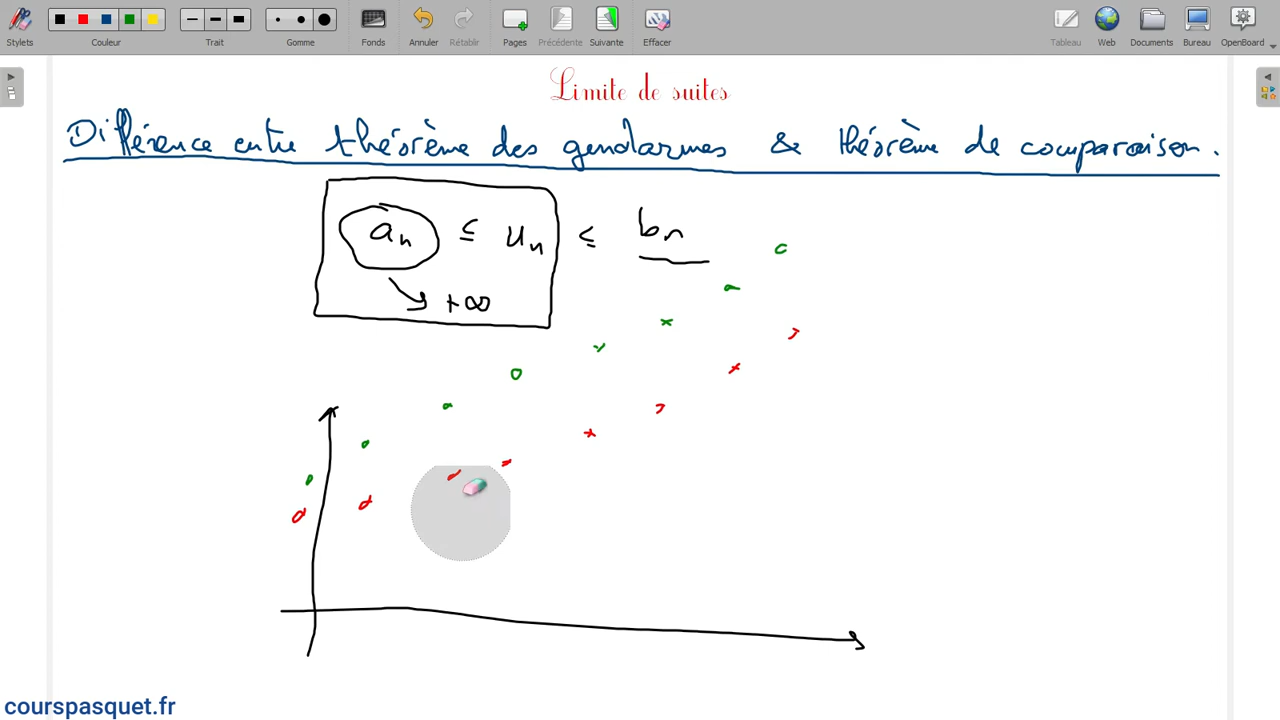 Stylets
Couleur
Trait
Gomme
Fonds
Annuler
Rétablir
Pages
Précédente
Suivante
Effacer
Tableau
Web
Documents
Bureau
OpenBoard
Limite de suites
Différence entre théorème des gendarmes & théorème de comparaison.
aₙ ≤ uₙ ≤ bₙ
↘ +∞
courspasquet.fr